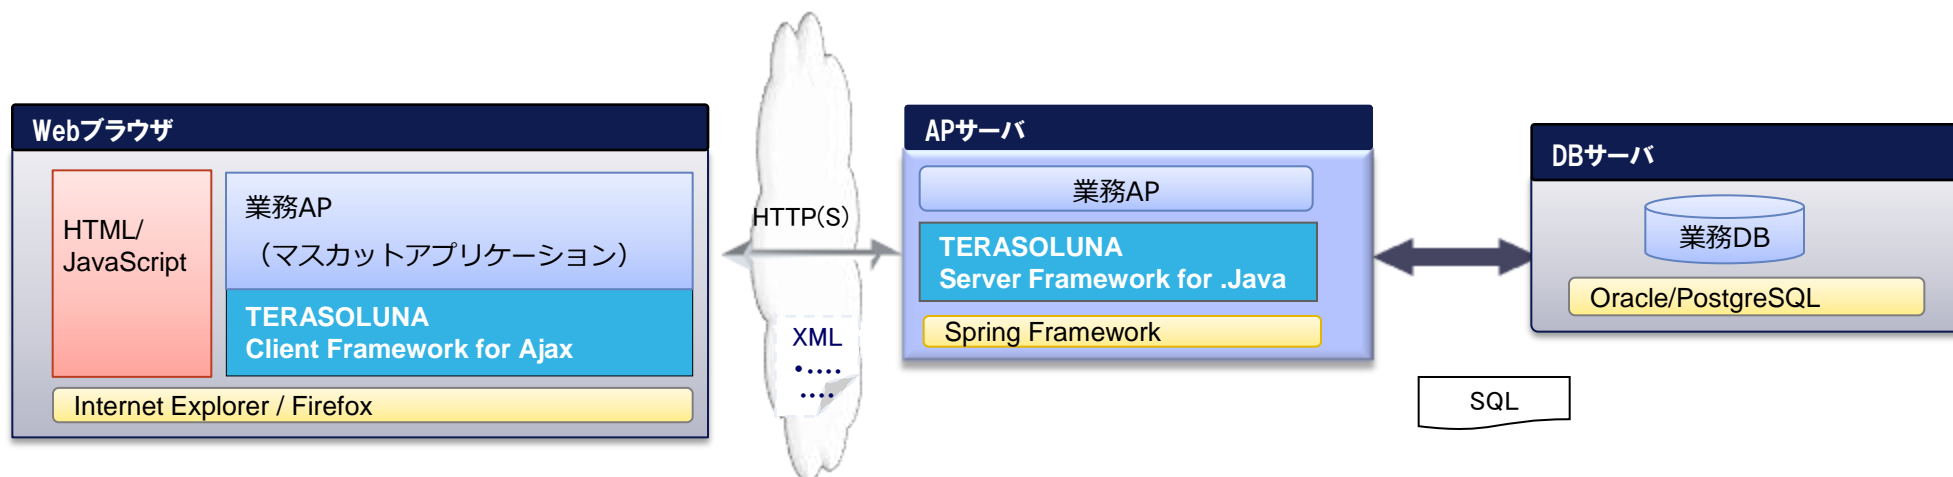 Webブラウザ
HTML/
JavaScript
業務AP
（マスカットアプリケーション）
TERASOLUNA
Client Framework for Ajax
Internet Explorer / Firefox
HTTP(S)
XML
•....
....
APサーバ
業務AP
TERASOLUNA
Server Framework for .Java
Spring Framework
DBサーバ
業務DB
Oracle/PostgreSQL
SQL